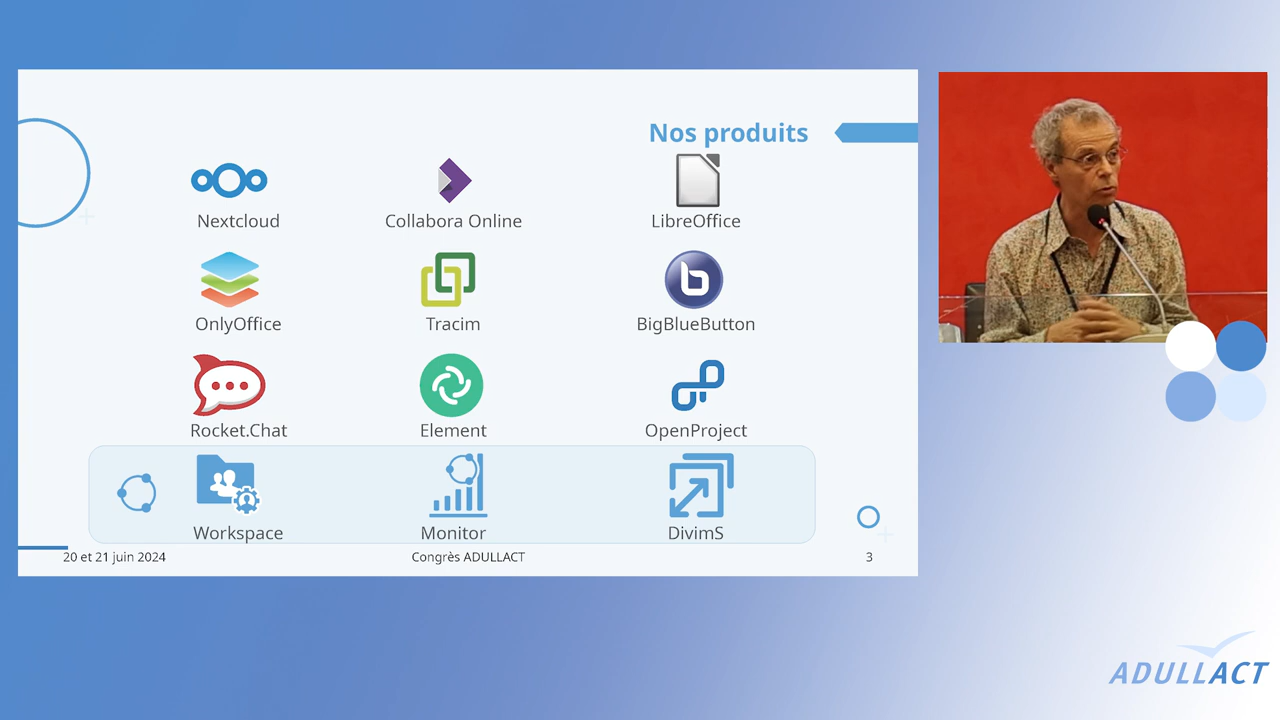 Nos produits
Nextcloud
Collabora Online
LibreOffice
OnlyOffice
Tracim
BigBlueButton
Rocket.Chat
Element
OpenProject
Workspace
Monitor
DivimS
20 et 21 juin 2024
Congrès ADULLACT
3
ADULLACT